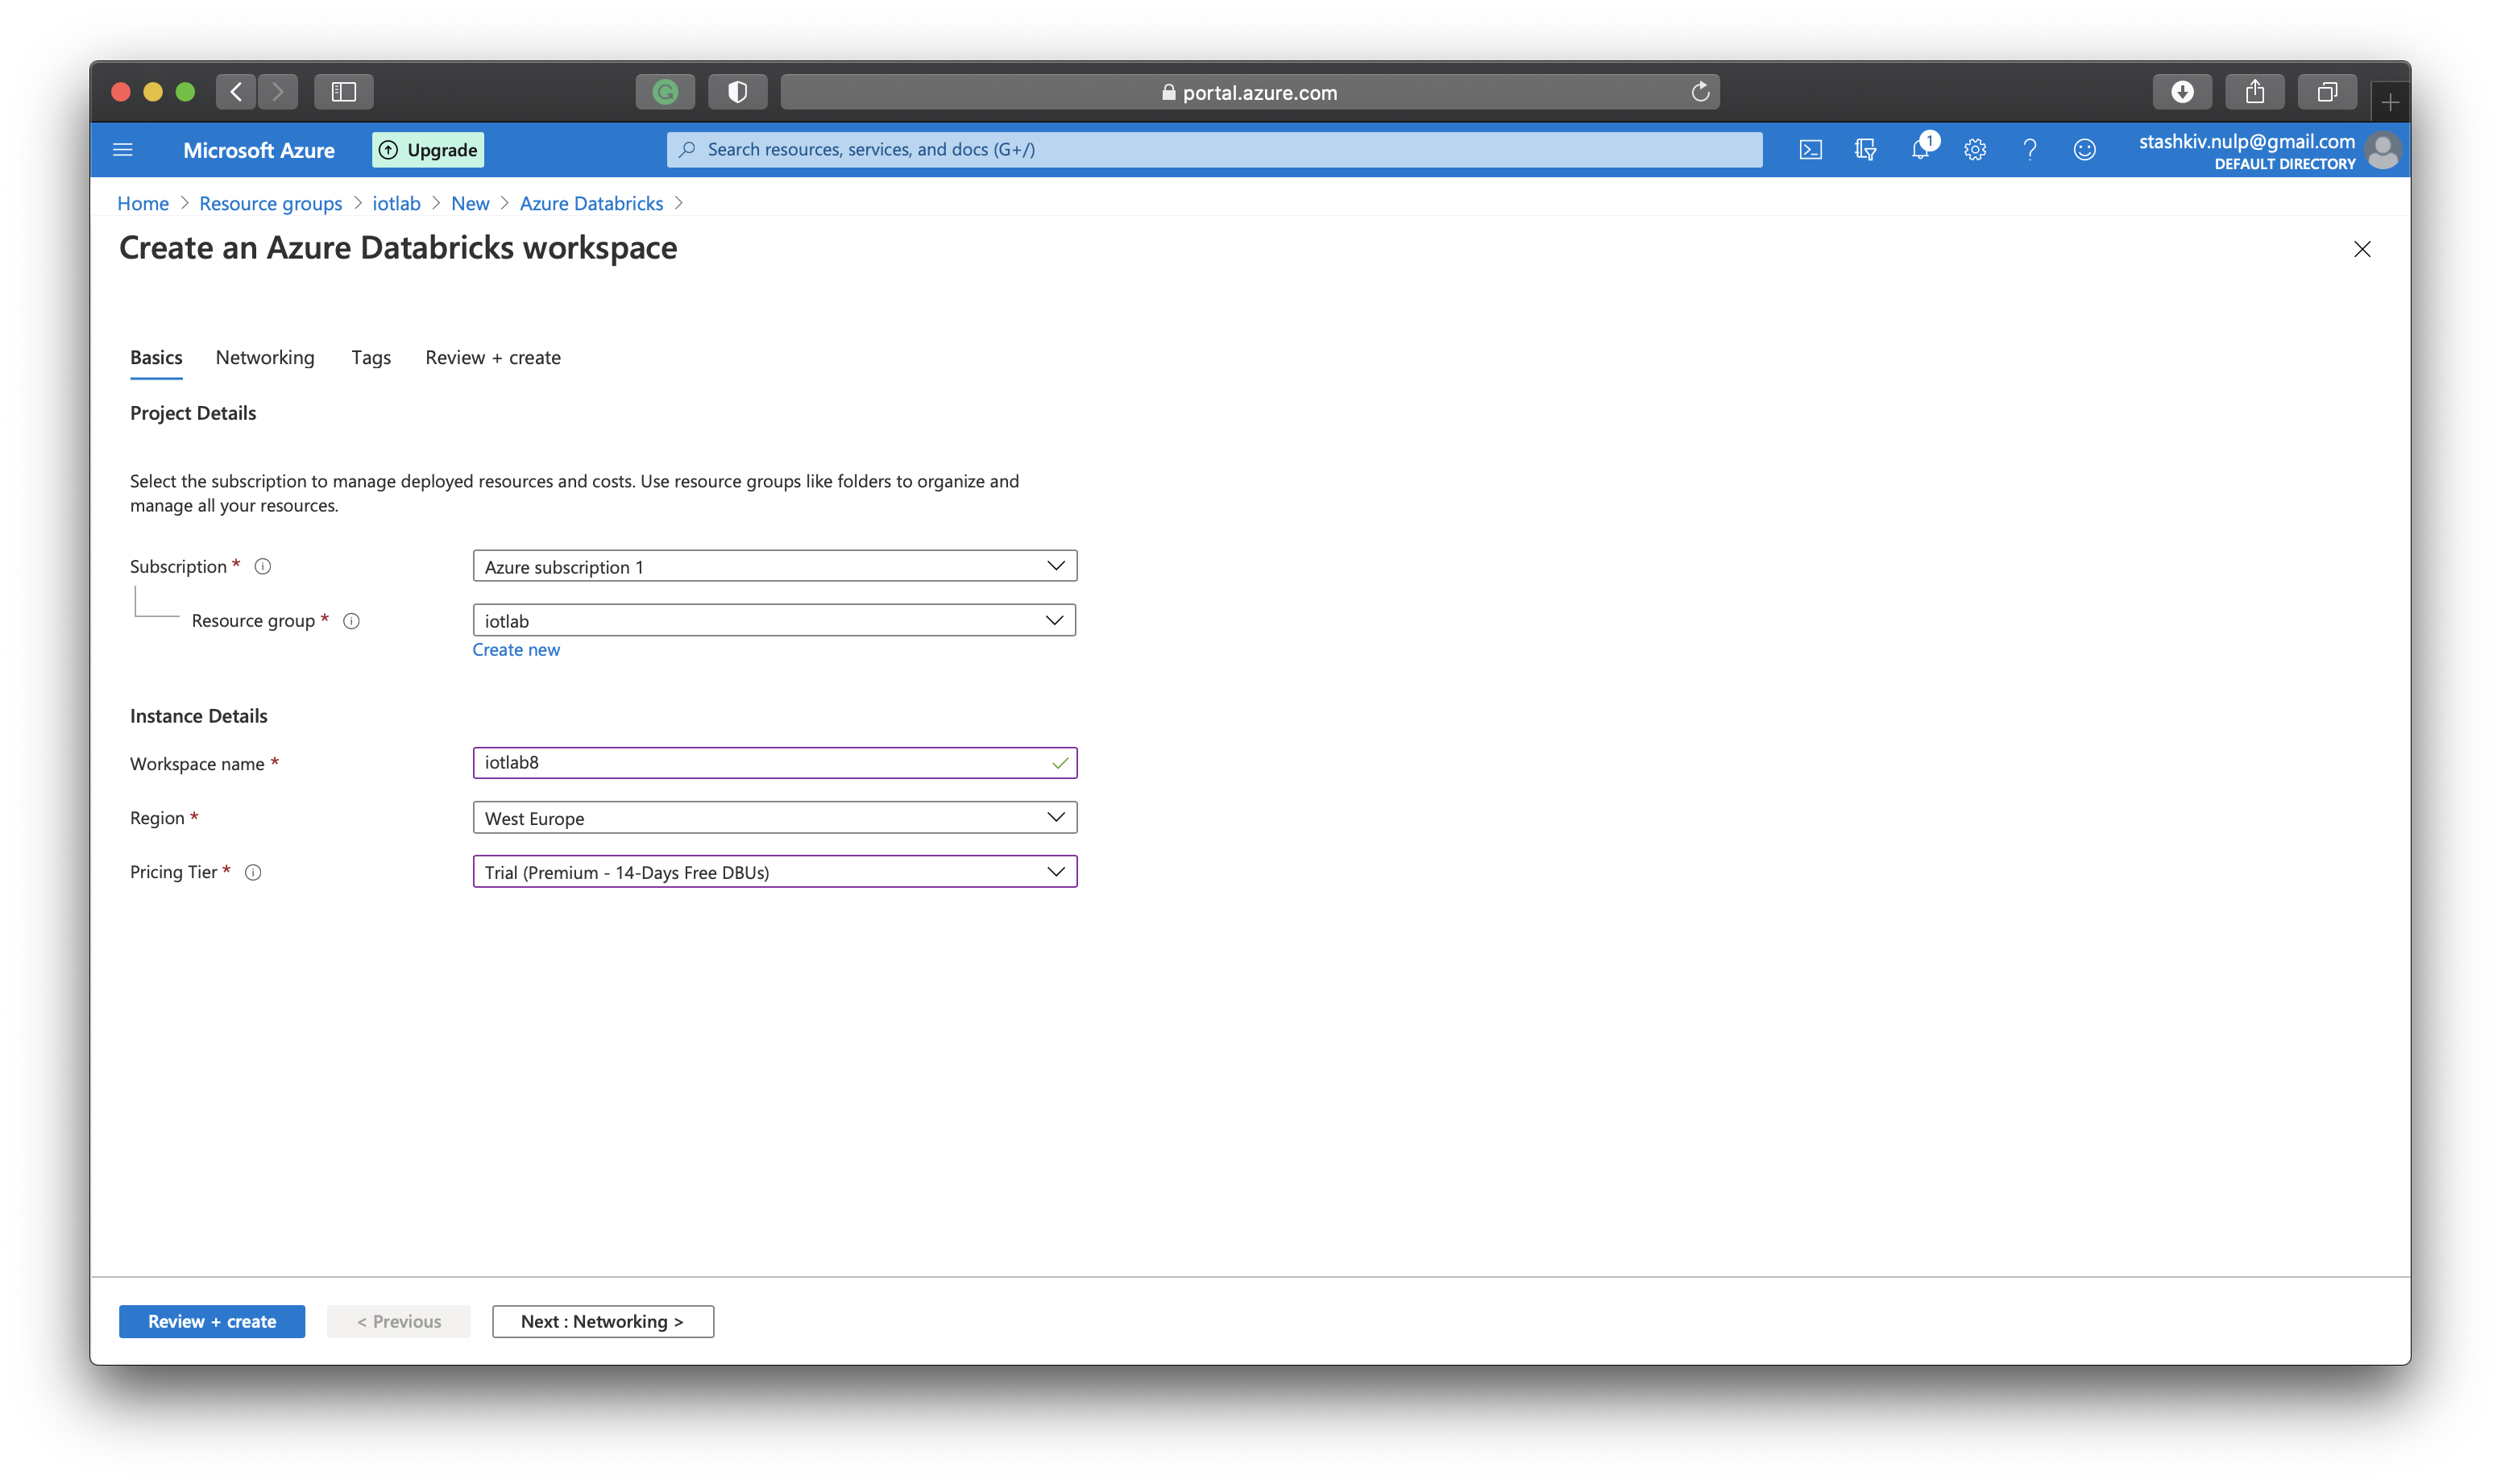 portal.azure.com
Microsoft Azure
Upgrade
Search resources, services, and docs (G+/)
1
stashkiv.nulp@gmail.com
DEFAULT DIRECTORY
Home > Resource groups > iotlab > New > Azure Databricks >
Create an Azure Databricks workspace
Basics Networking Tags Review + create
Project Details
Select the subscription to manage deployed resources and costs. Use resource groups like folders to organize and
manage all your resources.
Subscription *
Azure subscription 1
Resource group *
iotlab
Create new
Instance Details
Workspace name *
iotlab8
Region *
West Europe
Pricing Tier *
Trial (Premium - 14-Days Free DBUs)
Review + create
< Previous
Next : Networking >